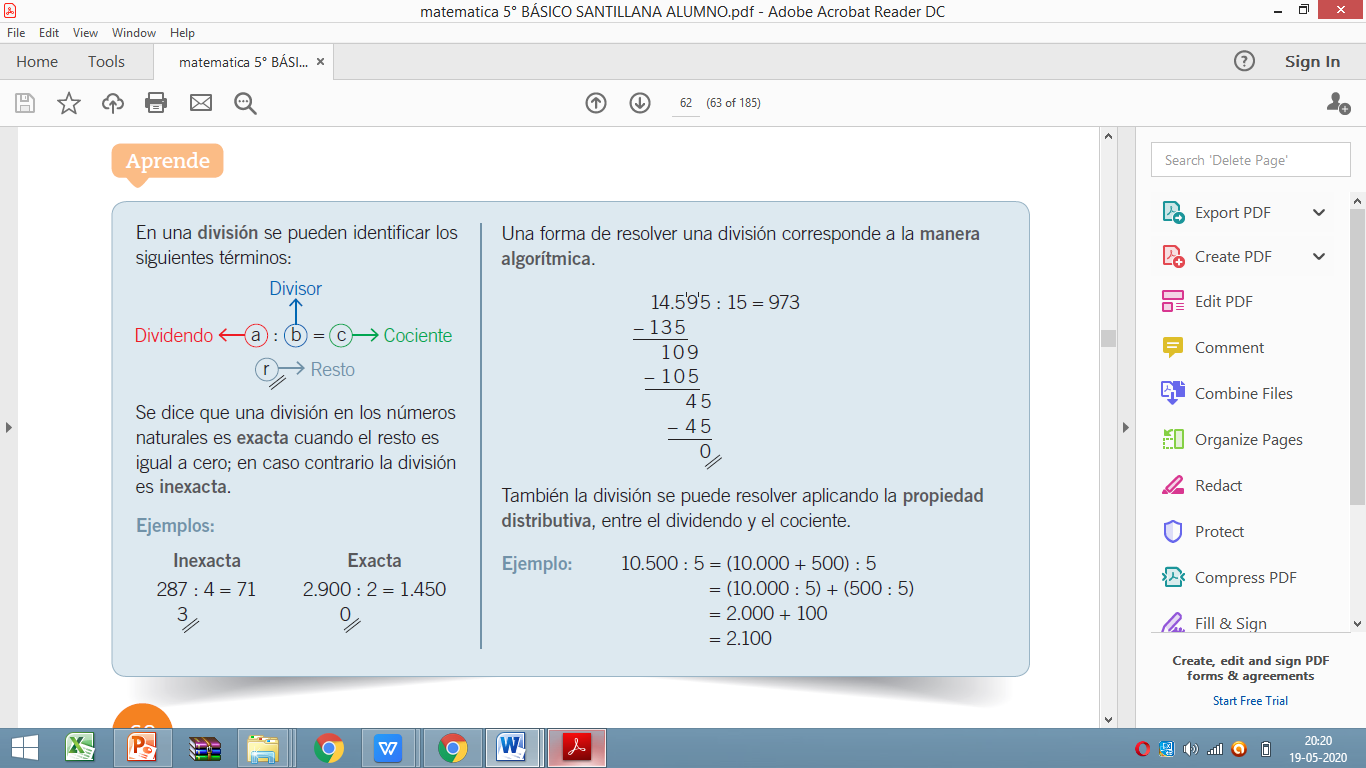 matematica 5° BÁSICO SANTILLANA ALUMNO.pdf - Adobe Acrobat Reader DC
File Edit View Window Help
Home Tools matematica 5° BÁSI... × Sign In
62 (63 of 185)
Aprende
En una división se pueden identificar los
siguientes términos:
Divisor
Dividendo a : b = c Cociente
r Resto
Se dice que una división en los números
naturales es exacta cuando el resto es
igual a cero; en caso contrario la división
es inexacta.
Ejemplos:
Inexacta Exacta
287 : 4 = 71 2.900 : 2 = 1.450
3 0
Una forma de resolver una división corresponde a la manera
algorítmica.
14.5'9'5 : 15 = 973
– 135
109
– 105
45
– 45
0
También la división se puede resolver aplicando la propiedad
distributiva, entre el dividendo y el cociente.
Ejemplo: 10.500 : 5 = (10.000 + 500) : 5
= (10.000 : 5) + (500 : 5)
= 2.000 + 100
= 2.100
Search 'Delete Page'
Export PDF
Create PDF
Edit PDF
Comment
Combine Files
Organize Pages
Redact
Protect
Compress PDF
Fill & Sign
Create, edit and sign PDF
forms & agreements
Start Free Trial
20:20
19-05-2020